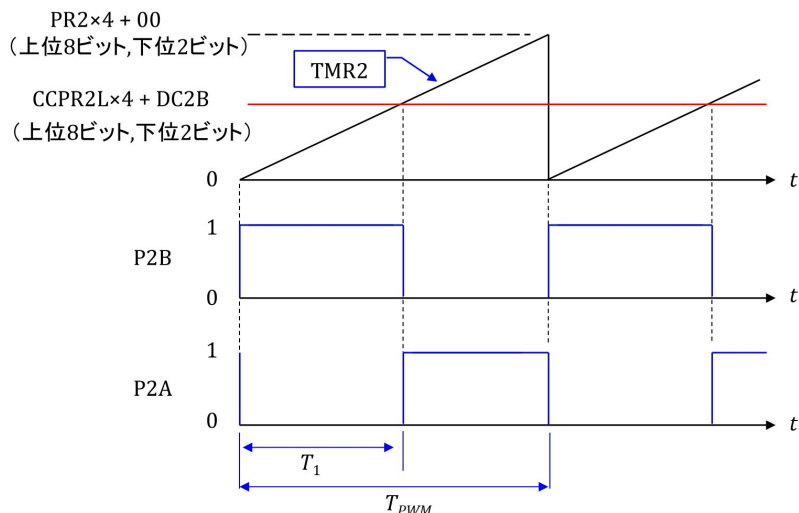 PR2×4 + 00
（上位8ビット,下位2ビット）
TMR2
CCPR2L×4 + DC2B
（上位8ビット,下位2ビット）
0
t
1
P2B
0
t
1
P2A
0
t
T1
TPWM